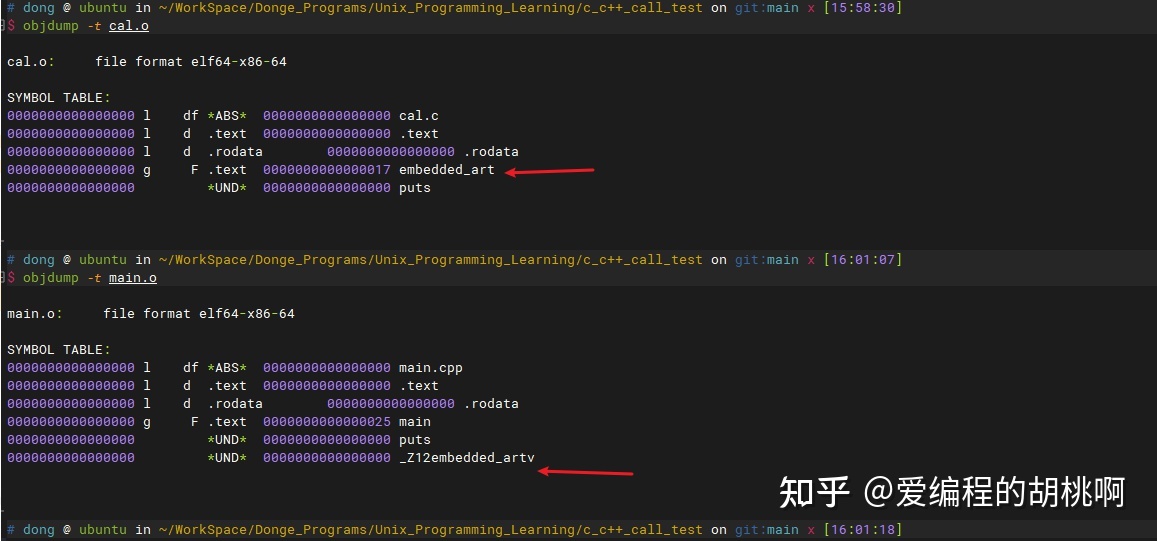 # dong @ ubuntu in ~/WorkSpace/Donge_Programs/Unix_Programming_Learning/c_c++_call_test on git:main x [15:58:30]
$ objdump -t cal.o
cal.o:     file format elf64-x86-64
SYMBOL TABLE:
0000000000000000 l    df *ABS*  0000000000000000 cal.c
0000000000000000 l    d  .text  0000000000000000 .text
0000000000000000 l    d  .rodata        0000000000000000 .rodata
0000000000000000 g     F .text  0000000000000017 embedded_art
0000000000000000         *UND*  0000000000000000 puts
# dong @ ubuntu in ~/WorkSpace/Donge_Programs/Unix_Programming_Learning/c_c++_call_test on git:main x [16:01:07]
$ objdump -t main.o
main.o:     file format elf64-x86-64
SYMBOL TABLE:
0000000000000000 l    df *ABS*  0000000000000000 main.cpp
0000000000000000 l    d  .text  0000000000000000 .text
0000000000000000 l    d  .rodata        0000000000000000 .rodata
0000000000000000 g     F .text  0000000000000025 main
0000000000000000         *UND*  0000000000000000 puts
0000000000000000         *UND*  0000000000000000 _Z12embedded_artv
知乎 @爱编程的胡桃啊
# dong @ ubuntu in ~/WorkSpace/Donge_Programs/Unix_Programming_Learning/c_c++_call_test on git:main x [16:01:18]